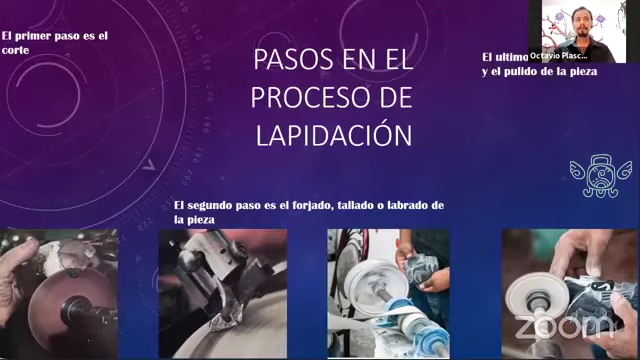 El primer paso es el
corte
PASOS EN EL
PROCESO DE
LAPIDACIÓN
El ultimo
y el pulido de la pieza
Octavio Plasc...
El segundo paso es el forjado, tallado o labrado de
la pieza
zoom